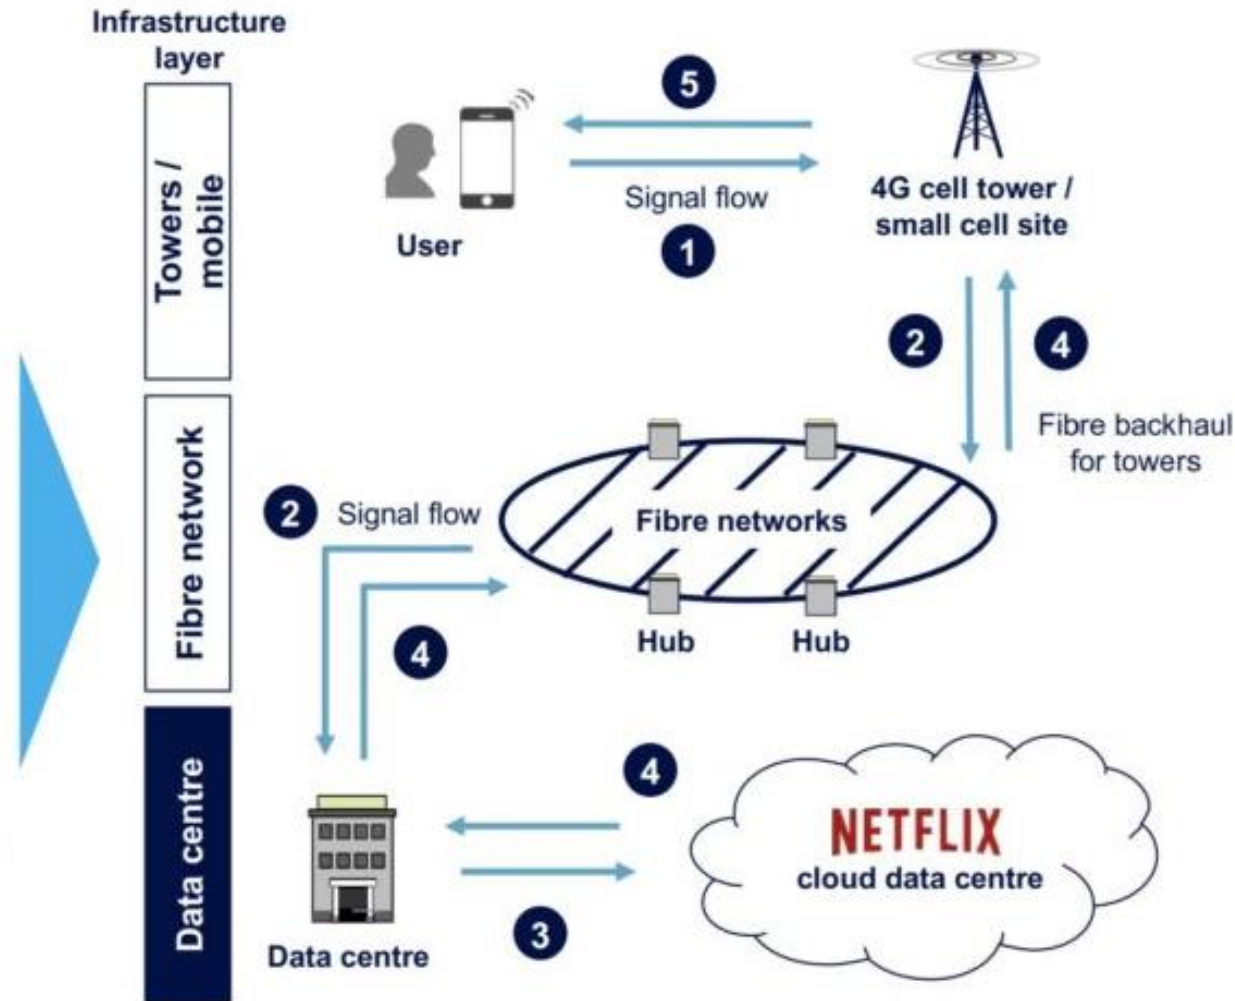 Infrastructure
layer
Towers /
mobile
5
Signal flow
1
User
4G cell tower /
small cell site
2
4
Fibre backhaul
for towers
Fibre network
2
Signal flow
Fibre networks
4
Hub
Hub
Data centre
4
NETFLIX
cloud data centre
3
Data centre